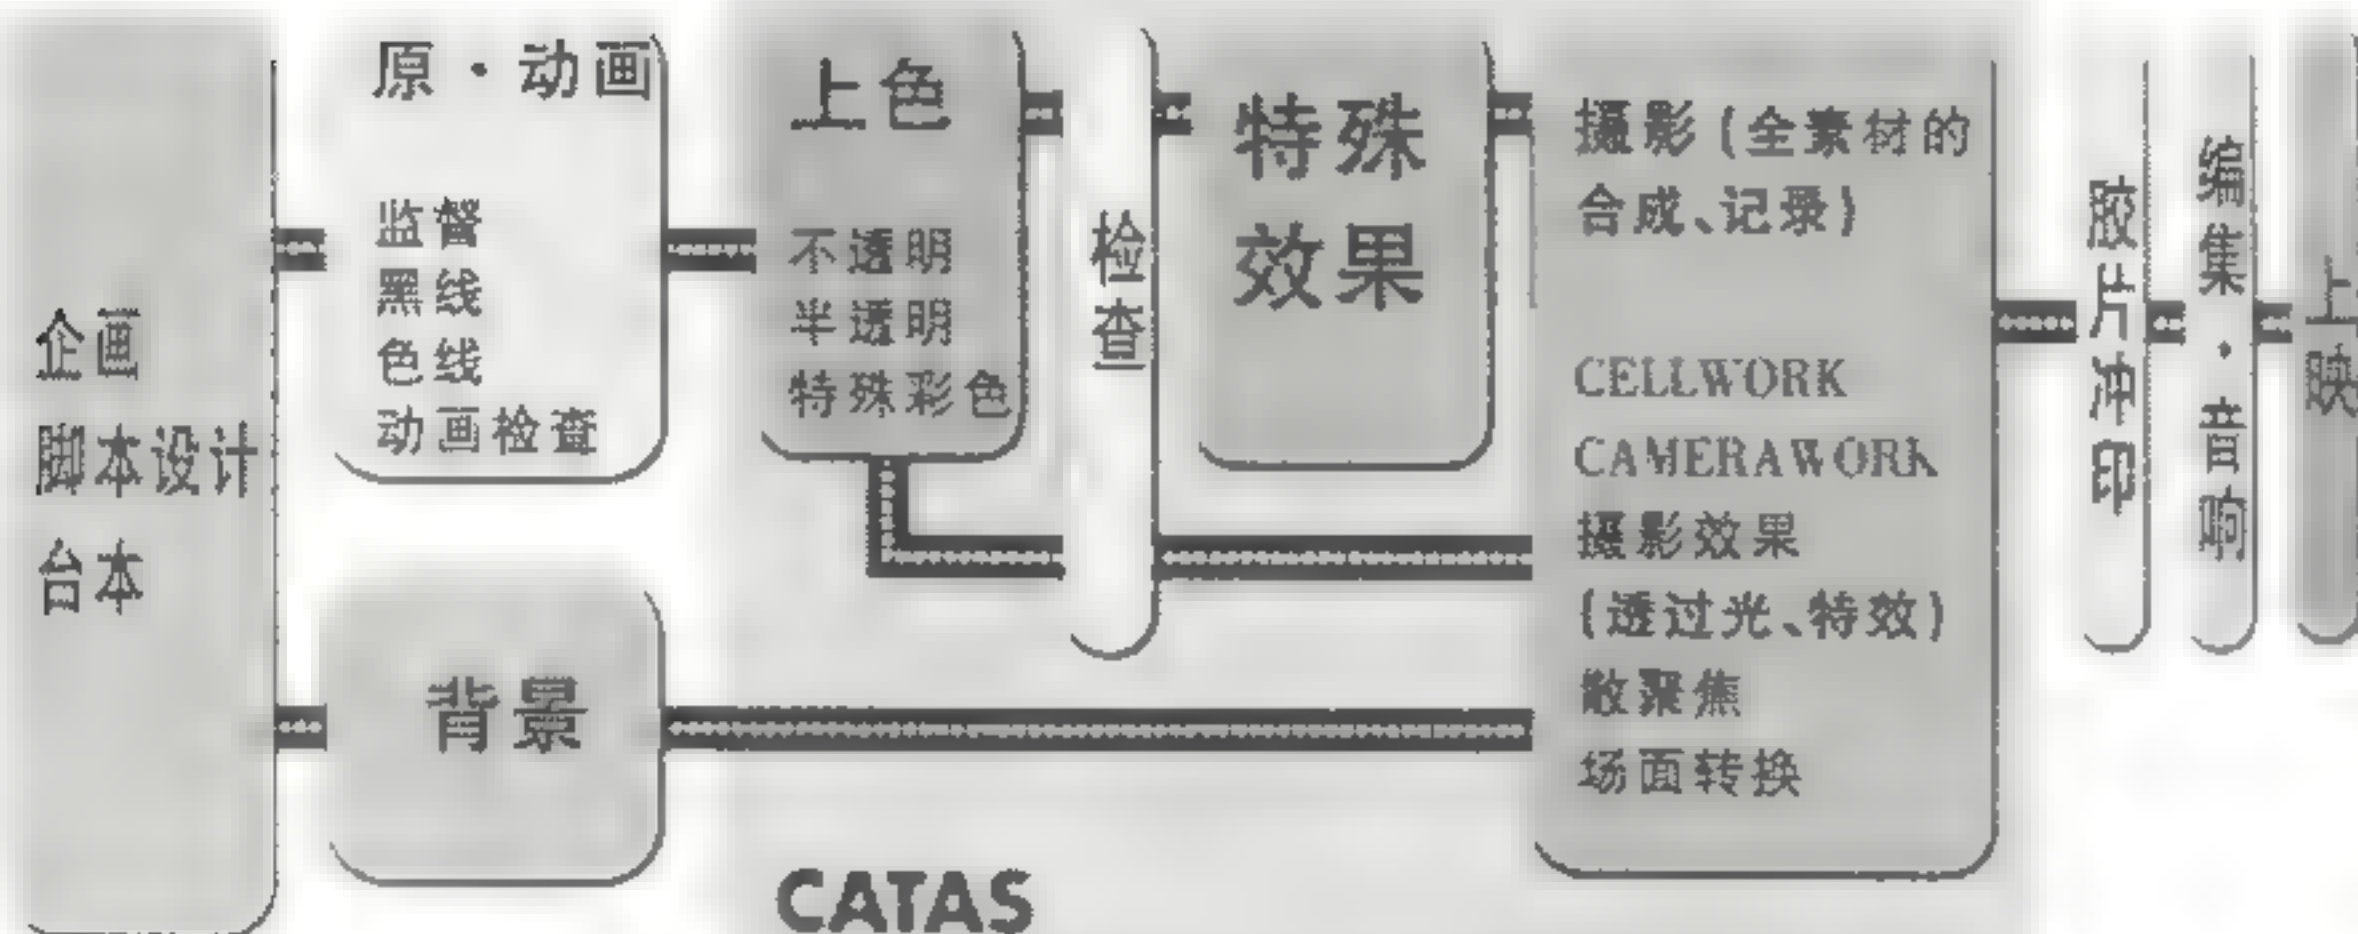 企画
脚本设计
台本
原·动画
监督
黑线
色线
动画检查
背景
上色
不透明
半透明
特殊彩色
检查
特殊
效果
摄影(全素材的
合成、记录)
CELLWORK
CAMERAWORK
摄影效果
(透过光、特效)
散聚焦
场面转换
胶片冲印
编集·音响
上映
CATAS